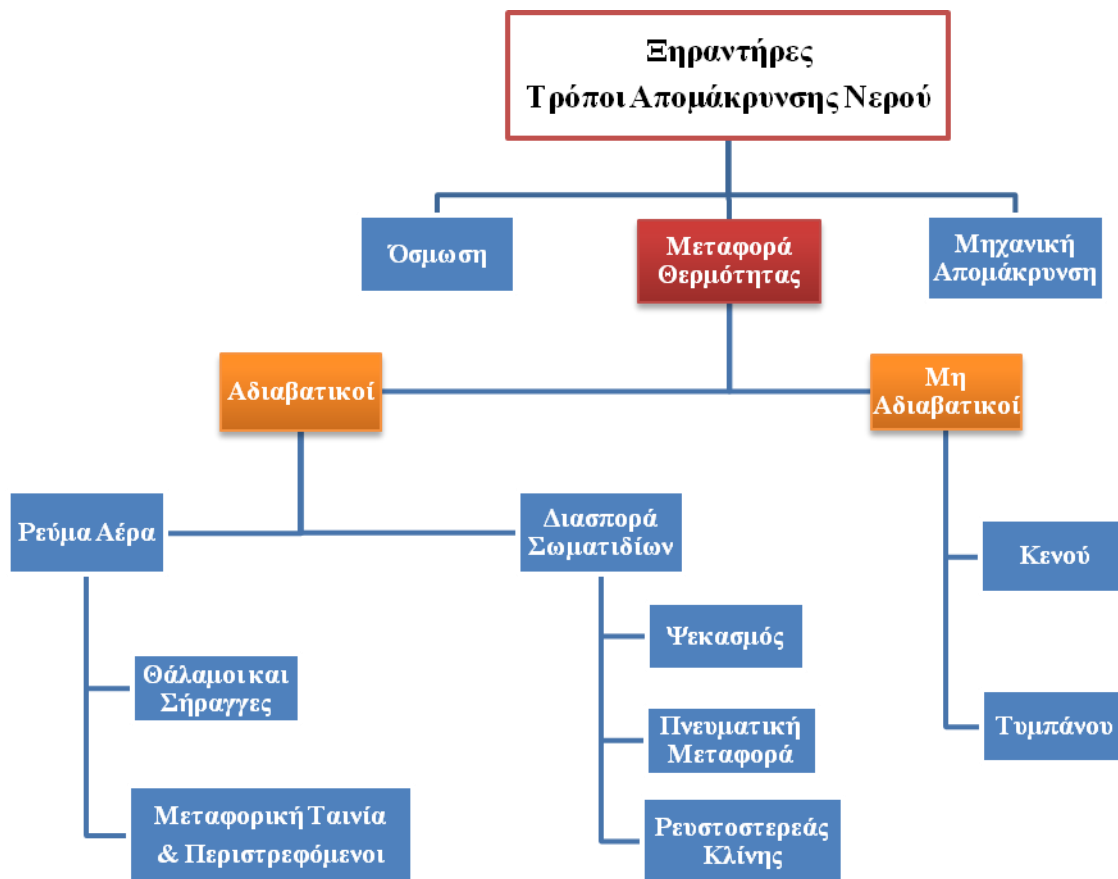 Ξηραντήρες
Τρόποι Απομάκρυνσης Νερού
Όσμωση
Μεταφορά
Θερμότητας
Μηχανική
Απομάκρυνση
Αδιαβατικοί
Μη
Αδιαβατικοί
Ρεύμα Αέρα
Διασπορά
Σωματιδίων
Κενού
Ψεκασμός
Θάλαμοι και
Σήραγγες
Πνευματική
Μεταφορά
Τυμπάνου
Μεταφορική Ταινία
& Περιστρεφόμενοι
Ρευστοστερεάς
Κλίνης